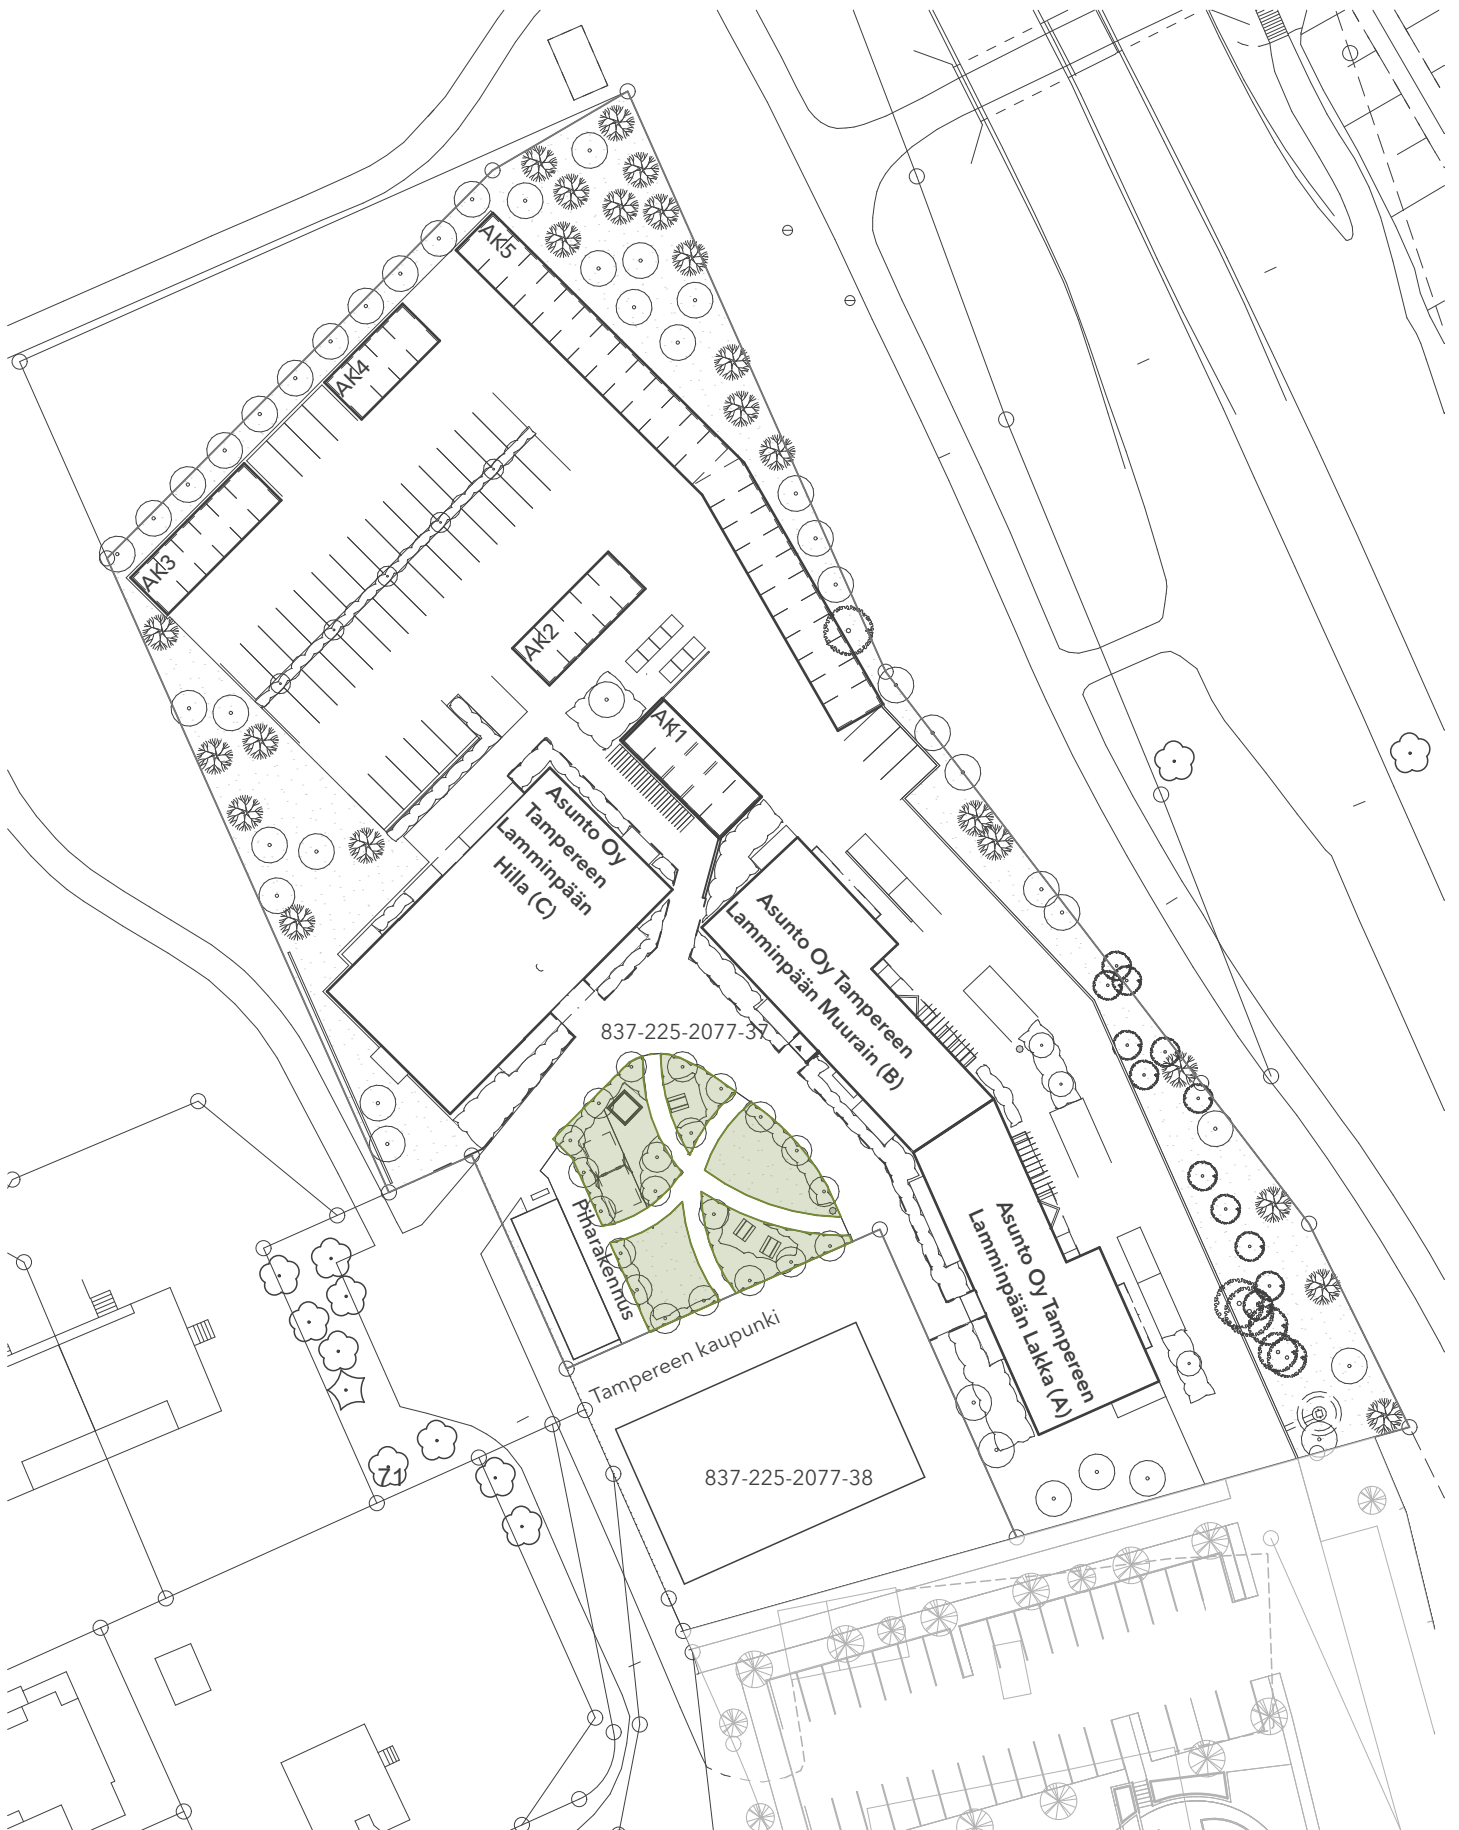 AK5
AK4
AK3
AK2
AK1
Asunto Oy
Tampereen
Lamminpään
Hilla (C)
Asunto Oy Tampereen
Lamminpään Muurain (B)
837-225-2077-37
Piharakennus
Asunto Oy Tampereen
Lamminpään Lakka (A)
Tampereen kaupunki
837-225-2077-38
71